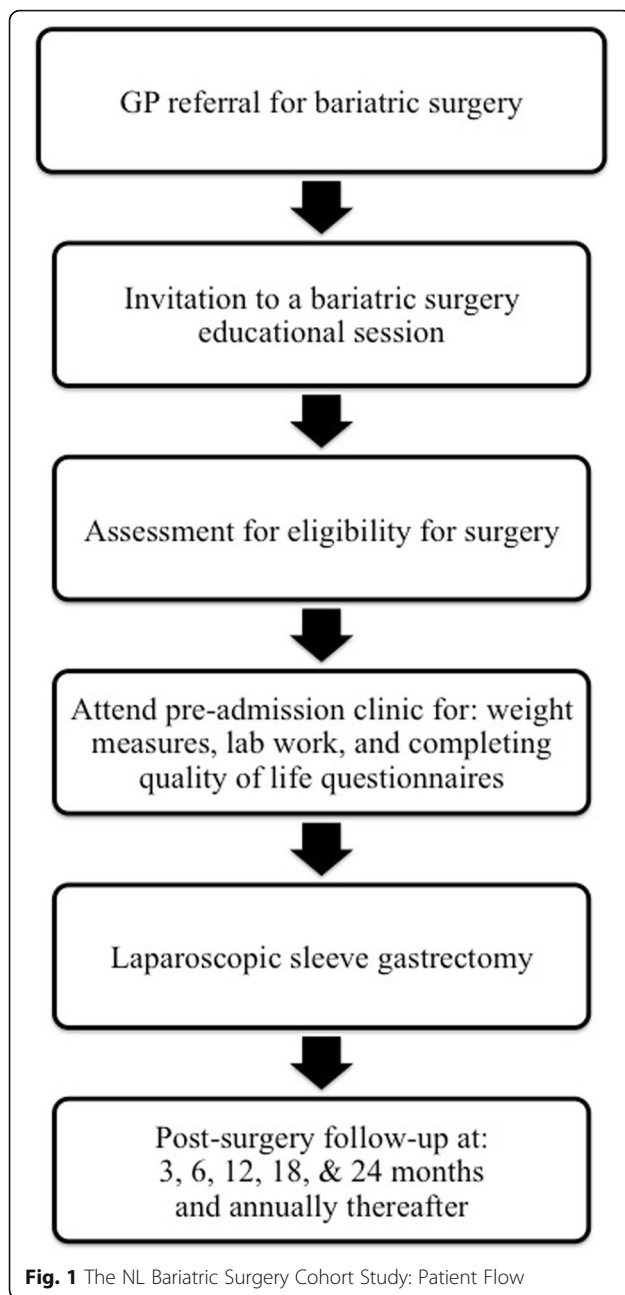 GP referral for bariatric surgery
Invitation to a bariatric surgery
educational session
Assessment for eligibility for surgery
Attend pre-admission clinic for: weight
measures, lab work, and completing
quality of life questionnaires
Laparoscopic sleeve gastrectomy
Post-surgery follow-up at:
3, 6, 12, 18, & 24 months
and annually thereafter
Fig. 1 The NL Bariatric Surgery Cohort Study: Patient Flow